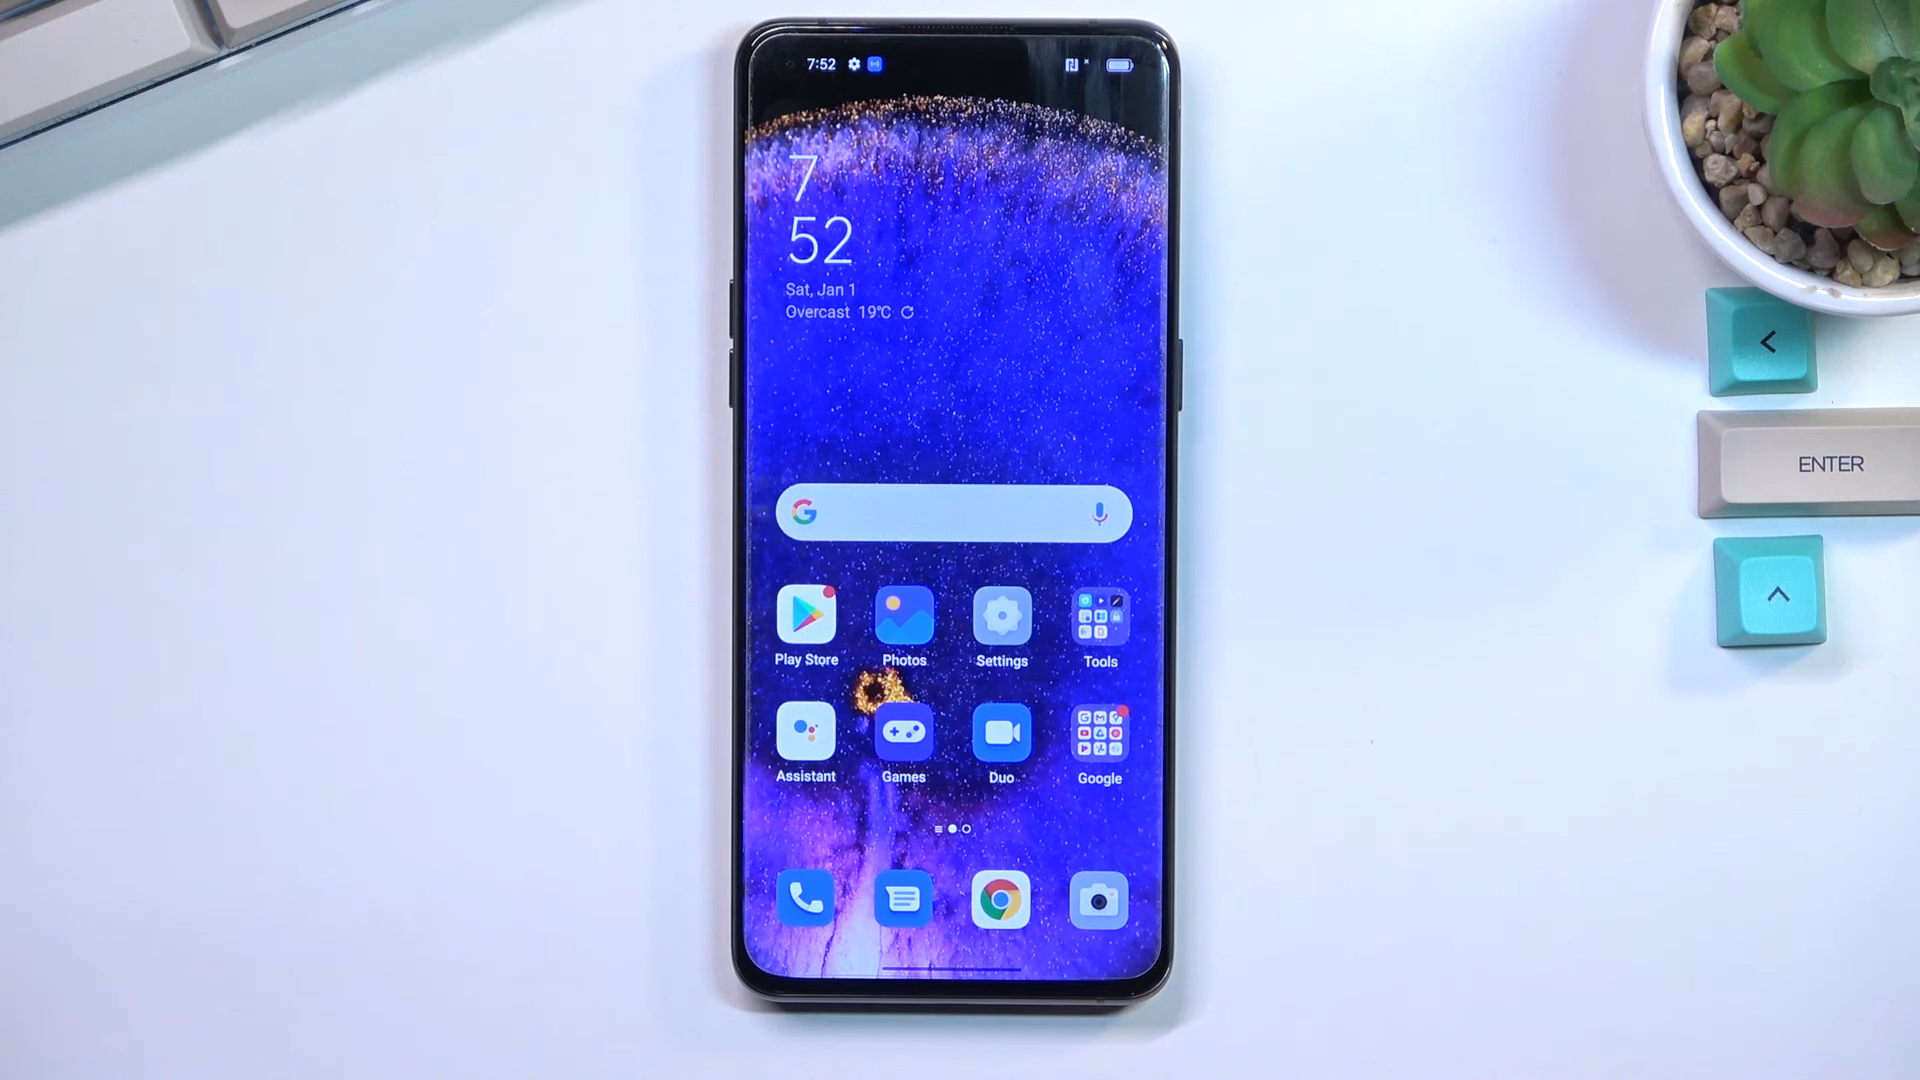 7:52
7
52
Sat, Jan 1
Overcast 19°C
G
Play Store
Photos
Settings
Tools
Assistant
Games
Duo
Google
<
ENTER
^